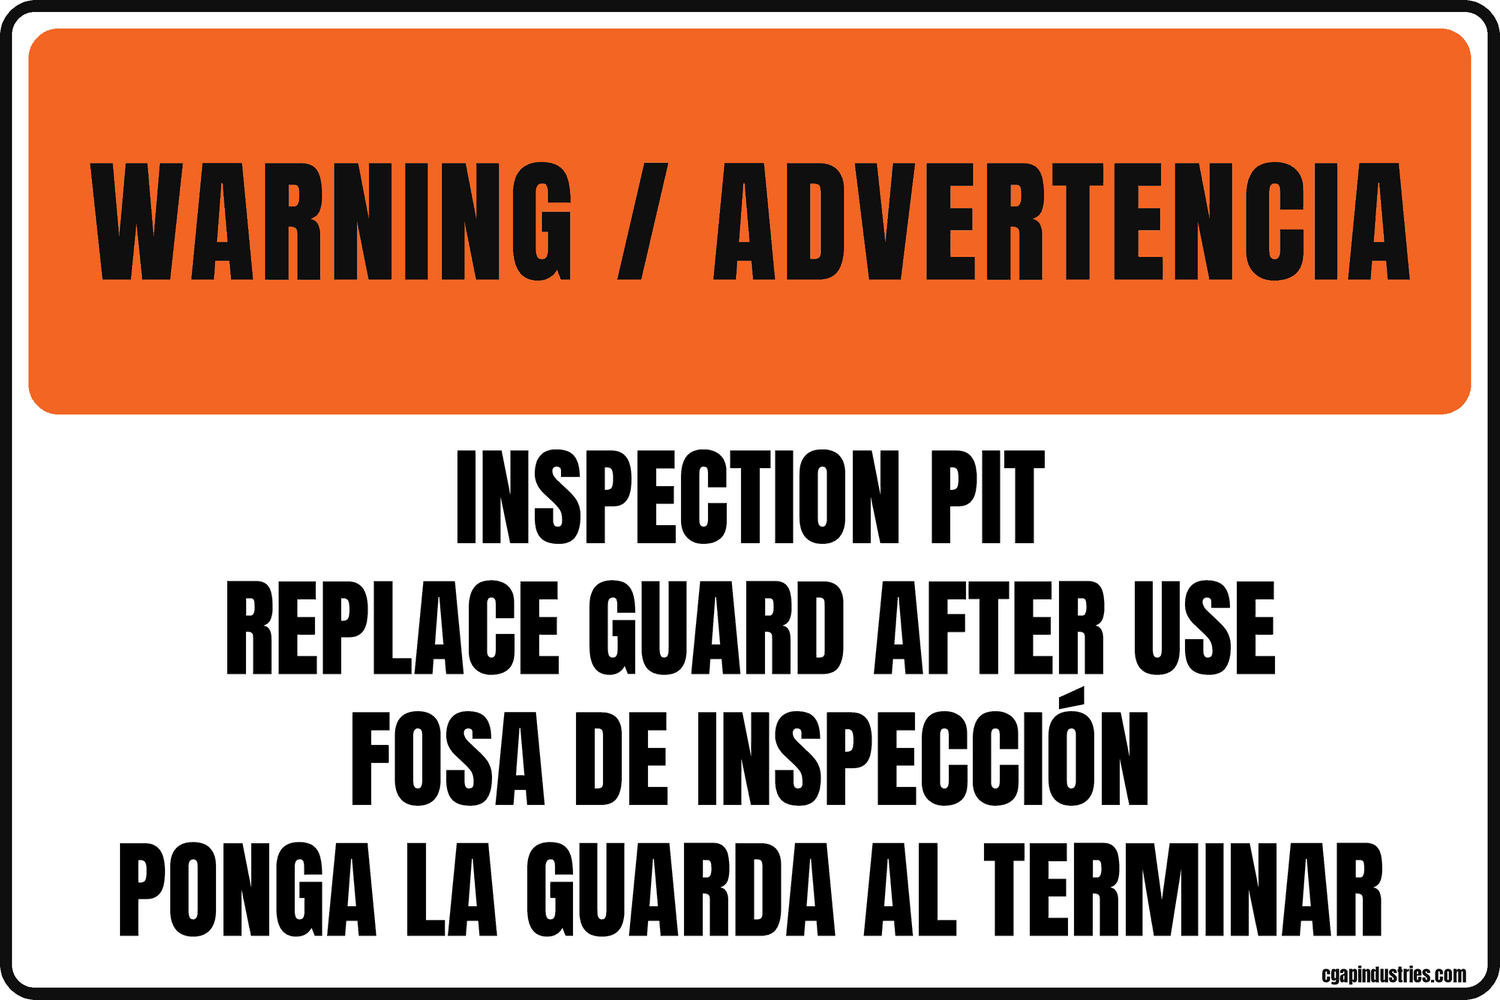 WARNING / ADVERTENCIA
INSPECTION PIT
REPLACE GUARD AFTER USE
FOSA DE INSPECCIÓN
PONGA LA GUARDA AL TERMINAR
cgapindustries.com